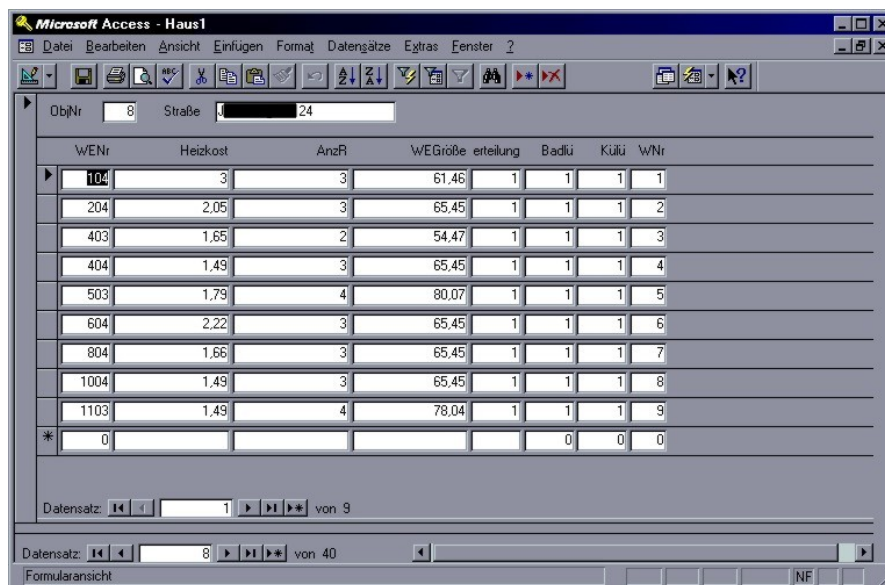 Microsoft Access - Haus1
Datei Bearbeiten Ansicht Einfügen Format Datensätze Extras Fenster ?
ObjNr 8 Straße J 24
WENr Heizkost AnzR WEGröße erteilung Badlü Külü WNr
104 3 3 61,46 1 1 1 1
204 2,05 3 65,45 1 1 1 2
403 1,65 2 54,47 1 1 1 3
404 1,49 3 65,45 1 1 1 4
503 1,79 4 80,07 1 1 1 5
604 2,22 3 65,45 1 1 1 6
804 1,66 3 65,45 1 1 1 7
1004 1,49 3 65,45 1 1 1 8
1103 1,49 4 78,04 1 1 1 9
0 0 0 0
Datensatz: 1 von 9
Datensatz: 8 von 40
Formularansicht NF